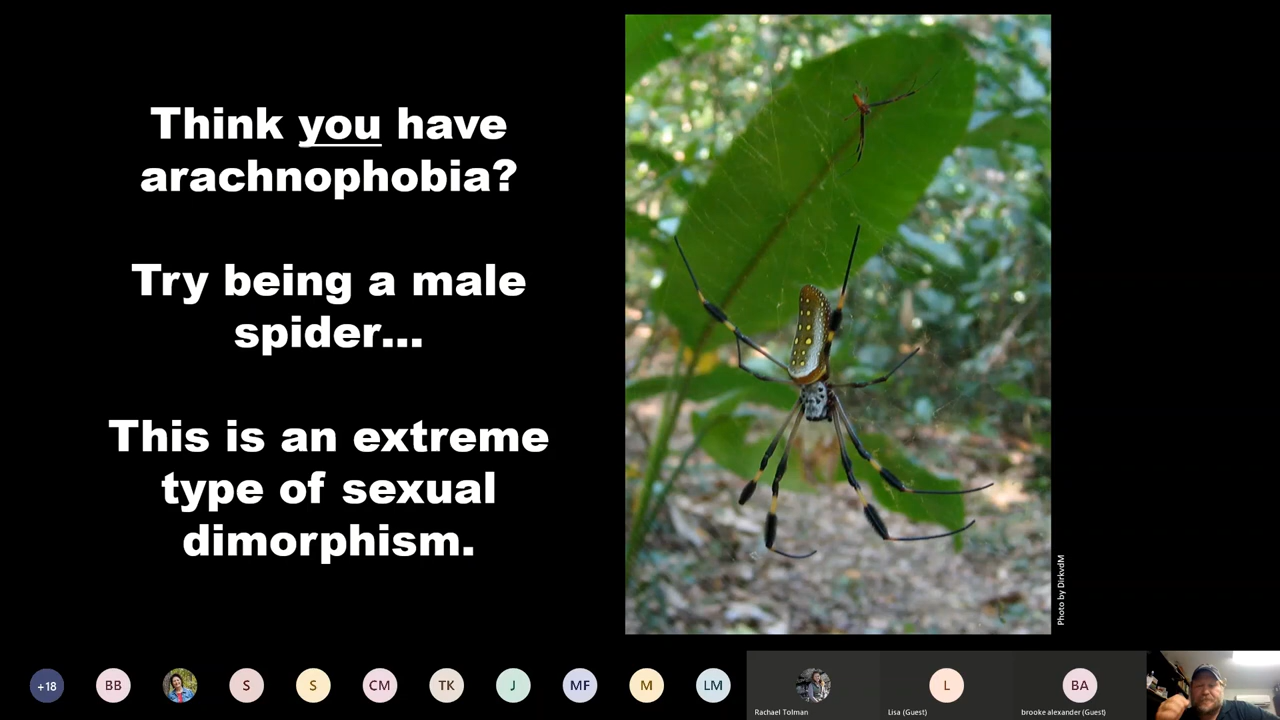 Think you have
arachnophobia?
Try being a male
spider...
This is an extreme
type of sexual
dimorphism.
Photo by DirkvdM
+18
BB
S
S
CM
TK
J
MF
M
LM
Rachael Tolman
L
Lisa (Guest)
BA
brooke alexander (Guest)